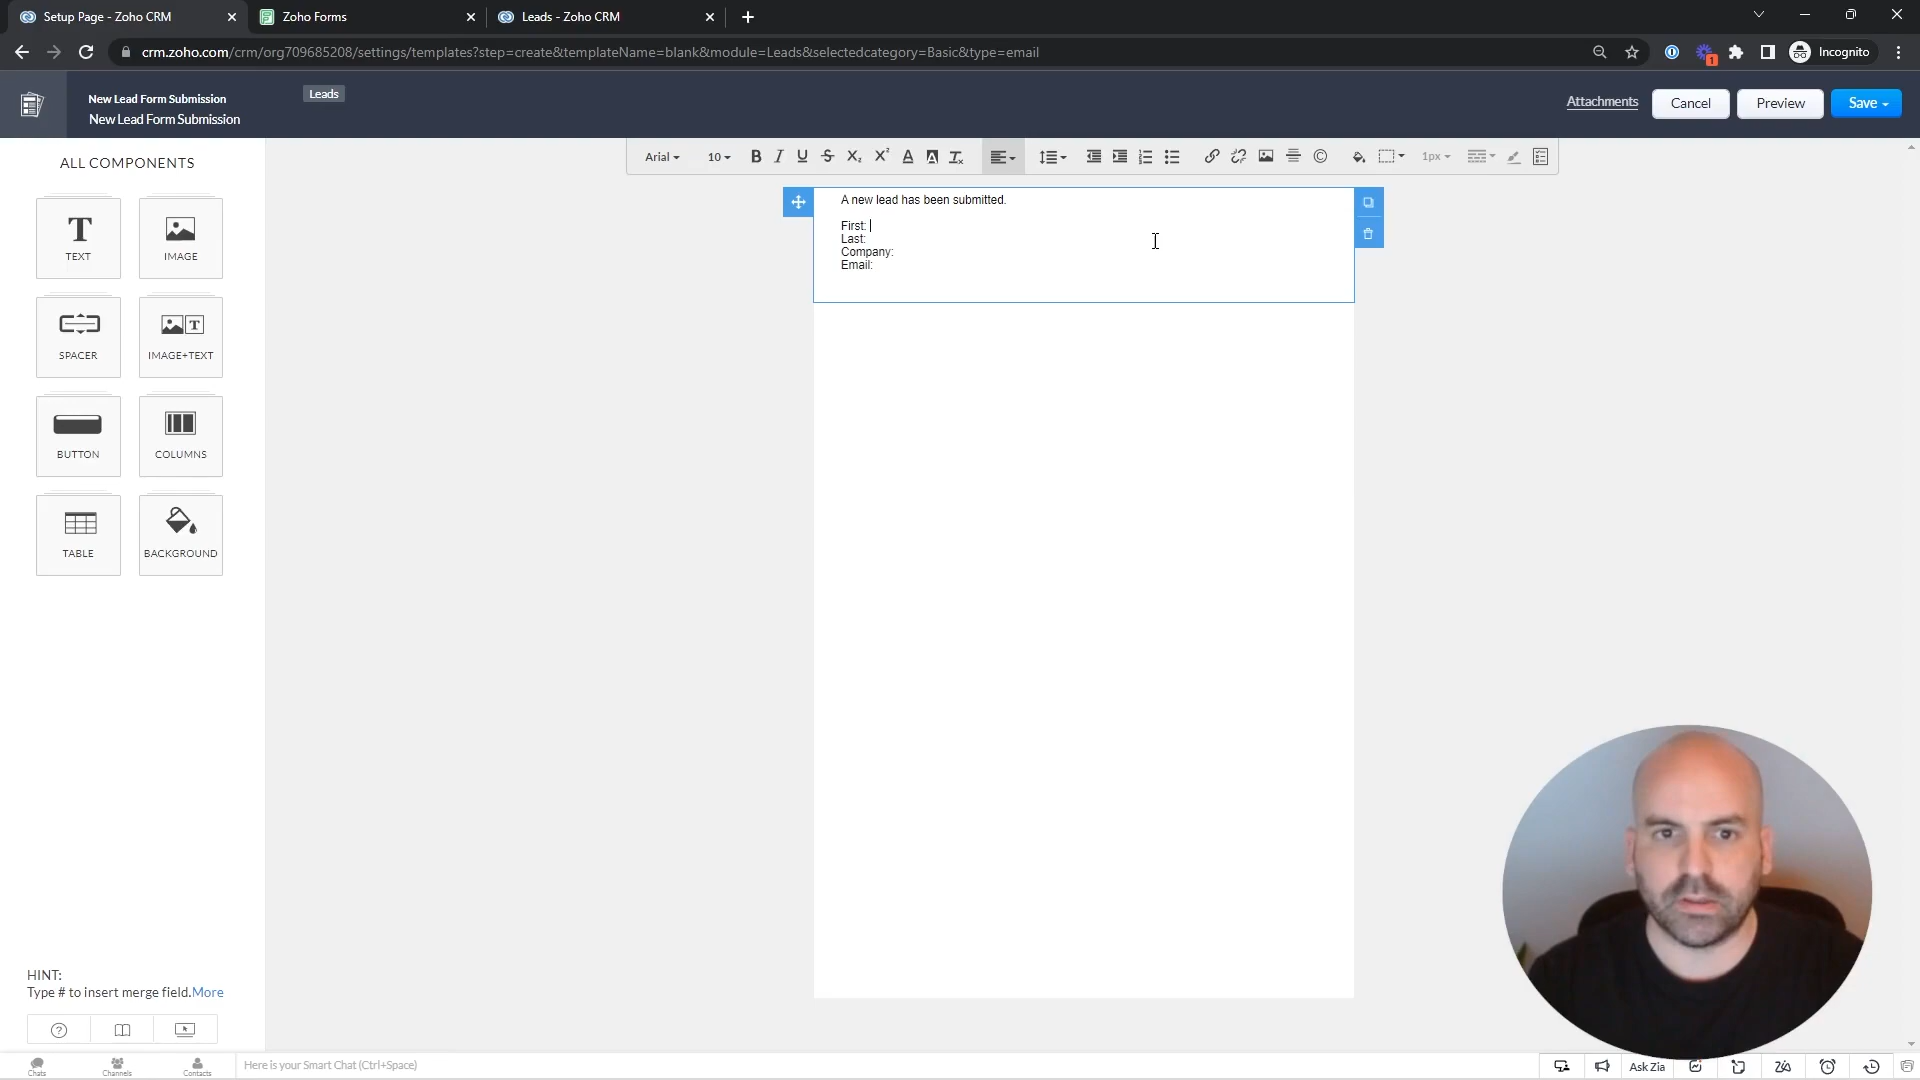 Setup Page - Zoho CRM
Zoho Forms
Leads - Zoho CRM
crm.zoho.com/crm/org709685208/settings/templates?step=create&templateName=blank&module=Leads&selectedcategory=Basic&type=email
1
Incognito
New Lead Form Submission
Leads
New Lead Form Submission
Attachments
Cancel
Preview
Save
ALL COMPONENTS
Arial
10
1px
TEXT
IMAGE
SPACER
IMAGE+TEXT
BUTTON
COLUMNS
TABLE
BACKGROUND
A new lead has been submitted.
First:
Last:
Company:
Email:
HINT:
Type # to insert merge field.More
Chats
Channels
Contacts
Here is your Smart Chat (Ctrl+Space)
Ask Zia